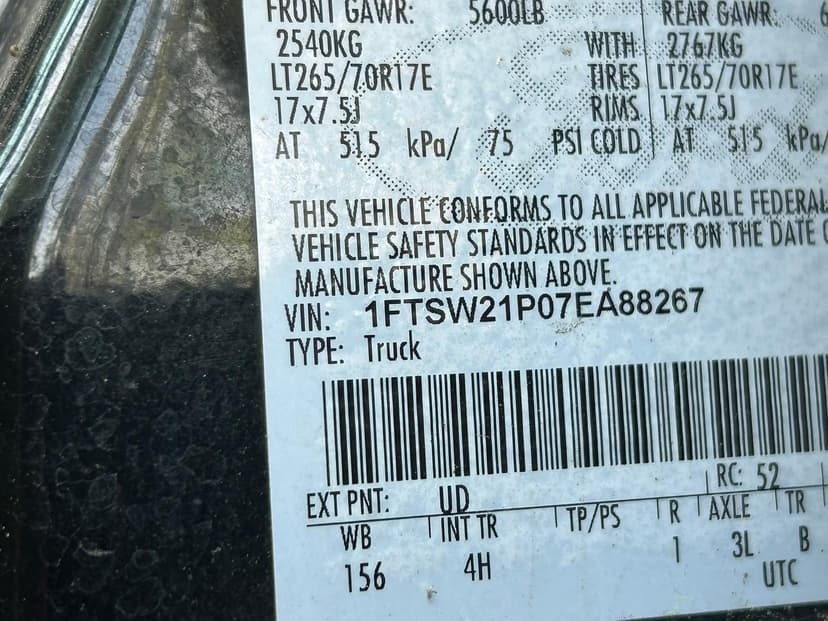 FRONT GAWR: 5600LB REAR GAWR: 6
2540KG WITH 2767KG
LT265/70R17E TIRES LT265/70R17E
17x7.5J RIMS 17x7.5J
AT 515 kPa/ 75 PSI COLD AT 515 kPa/
THIS VEHICLE CONFORMS TO ALL APPLICABLE FEDERAL
VEHICLE SAFETY STANDARDS IN EFFECT ON THE DATE O
MANUFACTURE SHOWN ABOVE.
VIN: 1FTSW21P07EA88267
TYPE: Truck
EXT PNT: UD RC: 52
WB INT TR TP/PS R AXLE TR
156 4H 1 3L B
UTC